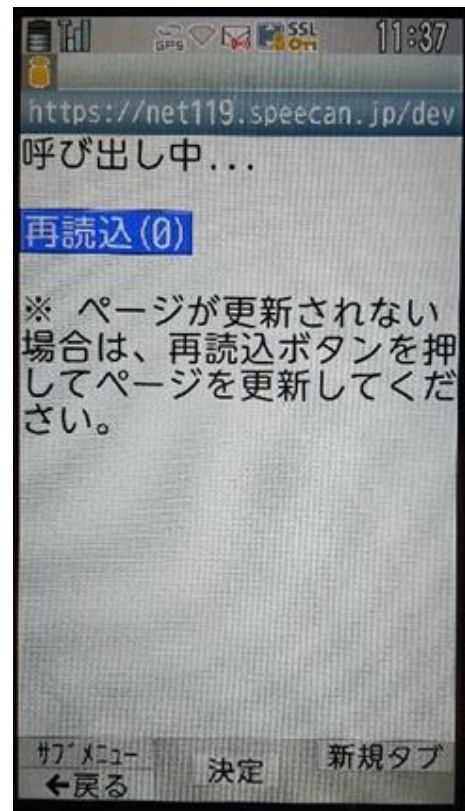 GPS SSL On 11:37
https://net119.speecan.jp/dev
呼び出し中...
再読込(0)
※ ページが更新されない
場合は、再読込ボタンを押
してページを更新してくだ
さい。
ｻﾌﾞﾒﾆｭｰ 新規タブ
←戻る 決定